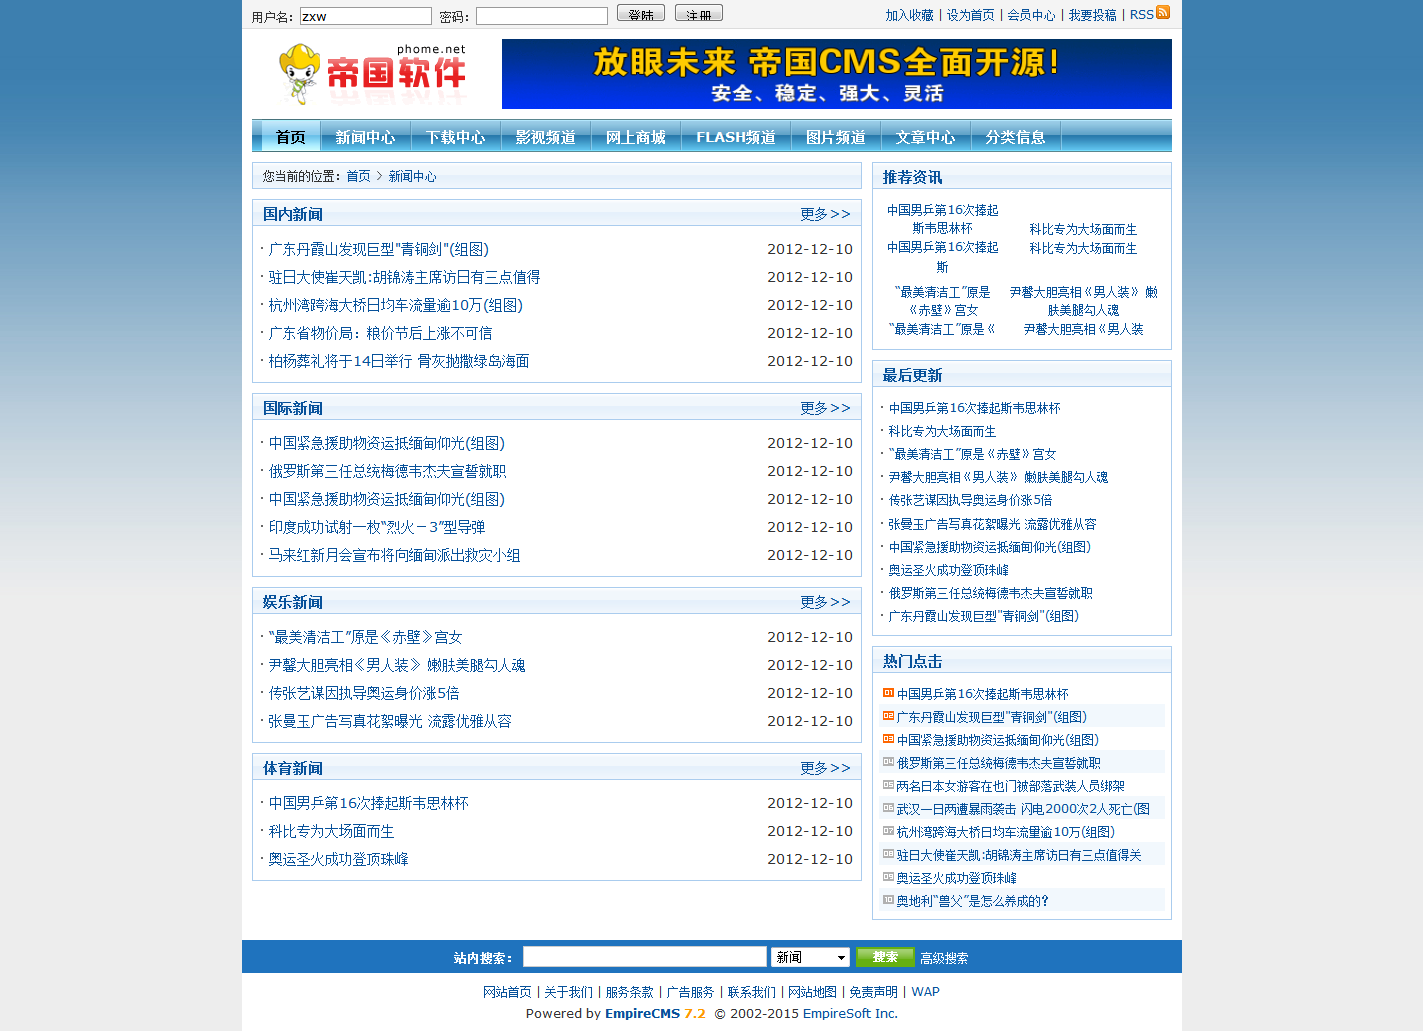 用户名： zxw 密码： 登陆 注册 加入收藏 | 设为首页 | 会员中心 | 我要投稿 | RSS
phome.net
帝国软件
放眼未来 帝国CMS全面开源！
安全、稳定、强大、灵活
首页 新闻中心 下载中心 影视频道 网上商城 FLASH频道 图片频道 文章中心 分类信息
您当前的位置：首页 > 新闻中心
国内新闻 更多>>
· 广东丹霞山发现巨型"青铜剑"(组图) 2012-12-10
· 驻日大使崔天凯:胡锦涛主席访日有三点值得 2012-12-10
· 杭州湾跨海大桥日均车流量逾10万(组图) 2012-12-10
· 广东省物价局：粮价节后上涨不可信 2012-12-10
· 柏杨葬礼将于14日举行 骨灰抛撒绿岛海面 2012-12-10
国际新闻 更多>>
· 中国紧急援助物资运抵缅甸仰光(组图) 2012-12-10
· 俄罗斯第三任总统梅德韦杰夫宣誓就职 2012-12-10
· 中国紧急援助物资运抵缅甸仰光(组图) 2012-12-10
· 印度成功试射一枚“烈火－3”型导弹 2012-12-10
· 马来红新月会宣布将向缅甸派出救灾小组 2012-12-10
娱乐新闻 更多>>
· “最美清洁工”原是《赤壁》宫女 2012-12-10
· 尹馨大胆亮相《男人装》 嫩肤美腿勾人魂 2012-12-10
· 传张艺谋因执导奥运身价涨5倍 2012-12-10
· 张曼玉广告写真花絮曝光 流露优雅从容 2012-12-10
体育新闻 更多>>
· 中国男乒第16次捧起斯韦思林杯 2012-12-10
· 科比专为大场面而生 2012-12-10
· 奥运圣火成功登顶珠峰 2012-12-10
推荐资讯
中国男乒第16次捧起
斯韦思林杯 科比专为大场面而生
中国男乒第16次捧起 科比专为大场面而生
斯
“最美清洁工”原是 尹馨大胆亮相《男人装》 嫩
《赤壁》宫女 肤美腿勾人魂
“最美清洁工”原是《 尹馨大胆亮相《男人装
最后更新
· 中国男乒第16次捧起斯韦思林杯
· 科比专为大场面而生
· “最美清洁工”原是《赤壁》宫女
· 尹馨大胆亮相《男人装》 嫩肤美腿勾人魂
· 传张艺谋因执导奥运身价涨5倍
· 张曼玉广告写真花絮曝光 流露优雅从容
· 中国紧急援助物资运抵缅甸仰光(组图)
· 奥运圣火成功登顶珠峰
· 俄罗斯第三任总统梅德韦杰夫宣誓就职
· 广东丹霞山发现巨型"青铜剑"(组图)
热门点击
01 中国男乒第16次捧起斯韦思林杯
02 广东丹霞山发现巨型"青铜剑"(组图)
03 中国紧急援助物资运抵缅甸仰光(组图)
04 俄罗斯第三任总统梅德韦杰夫宣誓就职
05 两名日本女游客在也门被部落武装人员绑架
06 武汉一日两遭暴雨袭击 闪电2000次2人死亡(图
07 杭州湾跨海大桥日均车流量逾10万(组图)
08 驻日大使崔天凯:胡锦涛主席访日有三点值得关
09 奥运圣火成功登顶珠峰
10 奥地利“兽父”是怎么养成的？
站内搜索： 新闻 搜索 高级搜索
网站首页 | 关于我们 | 服务条款 | 广告服务 | 联系我们 | 网站地图 | 免责声明 | WAP
Powered by EmpireCMS 7.2 © 2002-2015 EmpireSoft Inc.